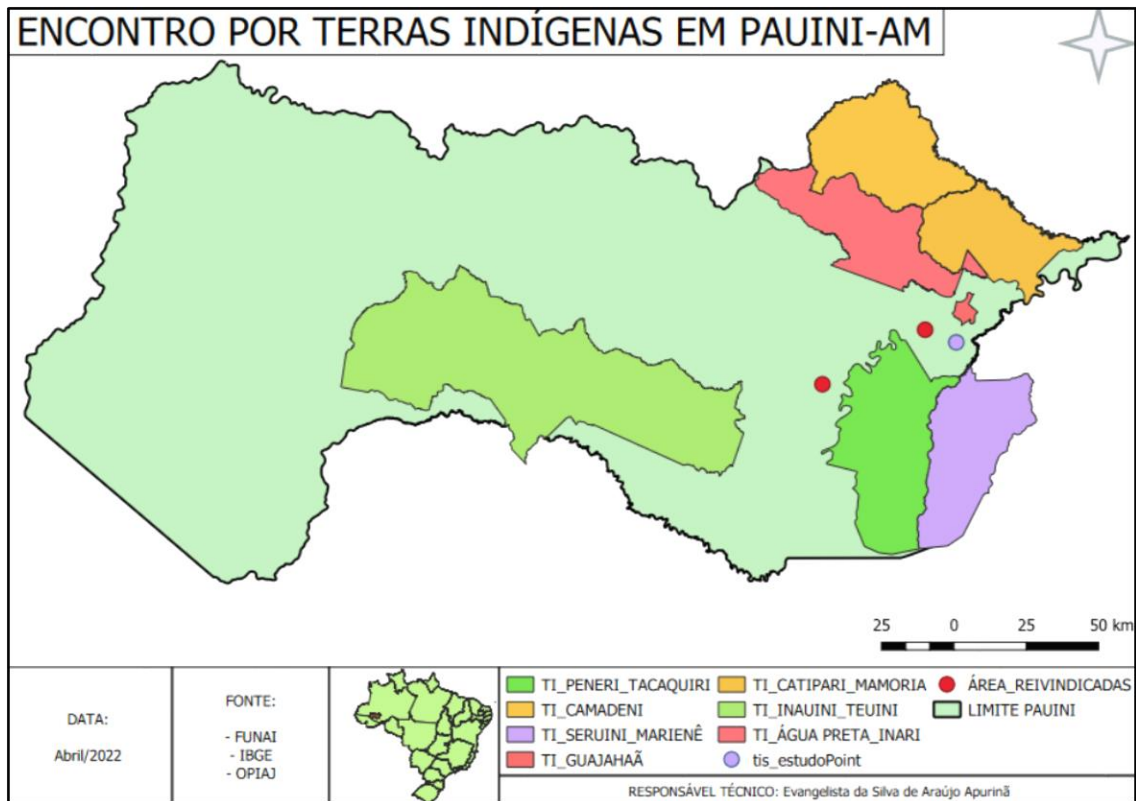 ENCONTRO POR TERRAS INDÍGENAS EM PAUINI-AM
25 0 25 50 km
DATA:
Abril/2022
FONTE:
- FUNAI
- IBGE
- OPIAJ
TI_PENERI_TACAQUIRI
TI_CAMADENI
TI_SERUINI_MARIENÊ
TI_GUAJAHAÃ
TI_CATIPARI_MAMORIA
TI_INAUINI_TEUINI
TI_ÁGUA PRETA_INARI
tis_estudoPoint
ÁREA_REIVINDICADAS
LIMITE PAUINI
RESPONSÁVEL TÉCNICO: Evangelista da Silva de Araújo Apurinã